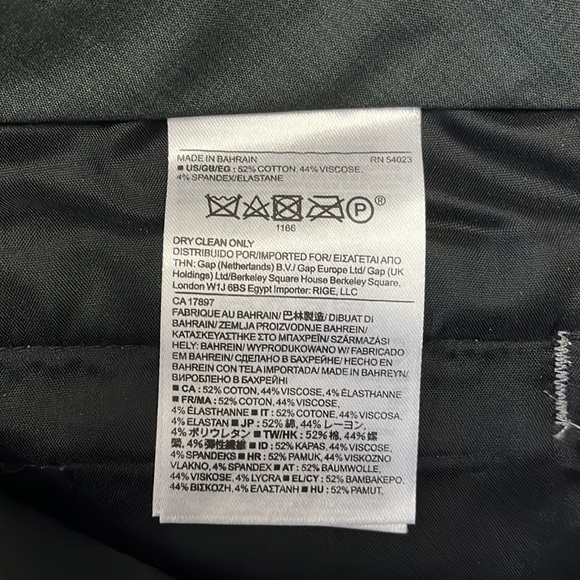 MADE IN BAHRAIN RN 54023
■ US/GB/EG : 52% COTTON, 44% VISCOSE,
4% SPANDEX/ELASTANE
P®
1166
DRY CLEAN ONLY
DISTRIBUIDO POR/IMPORTED FOR/ ΕΙΣΑΓΕΤΑΙ ΑΠΟ
THN: Gap (Netherlands) B.V./ Gap Europe Ltd/ Gap (UK
Holdings) Ltd/Berkeley Square House Berkeley Square,
London W1J 6BS Egypt Importer: RIGE, LLC
CA 17897
FABRIQUE AU BAHRAIN / 巴林製造 / DIBUAT DI
BAHRAIN/ ZEMLJA PROIZVODNJE BAHREIN/
ΚΑΤΑΣΚΕΥΑΣΤΗΚΕ ΣΤΟ ΜΠΑΧΡΕΪΝ/ SZÁRMAZÁSI
HELY: BAHREIN/ WYPRODUKOWANO W/ FABRICADO
EM BAHREIN/ СДЕЛАНО В БАХРЕЙНЕ/ HECHO EN
BAHREIN CON TELA IMPORTADA/ MADE IN BAHREYN/
ВИРОБЛЕНО В БАХРЕЙНІ
■ CA : 52% COTON, 44% VISCOSE, 4% ÉLASTHANNE
■ FR/MA : 52% COTON, 44% VISCOSE,
4% ÉLASTHANNE ■ IT : 52% COTONE, 44% VISCOSA,
4% ELASTAN ■ JP : 52% 綿, 44% レーヨン,
4% ポリウレタン ■ TW/HK : 52% 棉, 44% 嫘
縈, 4% 彈性纖維 ■ ID : 52% KAPAS, 44% VISCOSE,
4% SPANDEKS ■ HR : 52% PAMUK, 44% VISKOZNO
VLAKNO, 4% SPANDEX ■ AT : 52% BAUMWOLLE,
44% VISKOSE, 4% LYCRA ■ EL/CY : 52% ΒΑΜΒΑΚΕΡΟ,
44% ΒΙΣΚΟΖΗ, 4% ΕΛΑΣΤΑΝΗ ■ HU : 52% PAMUT,